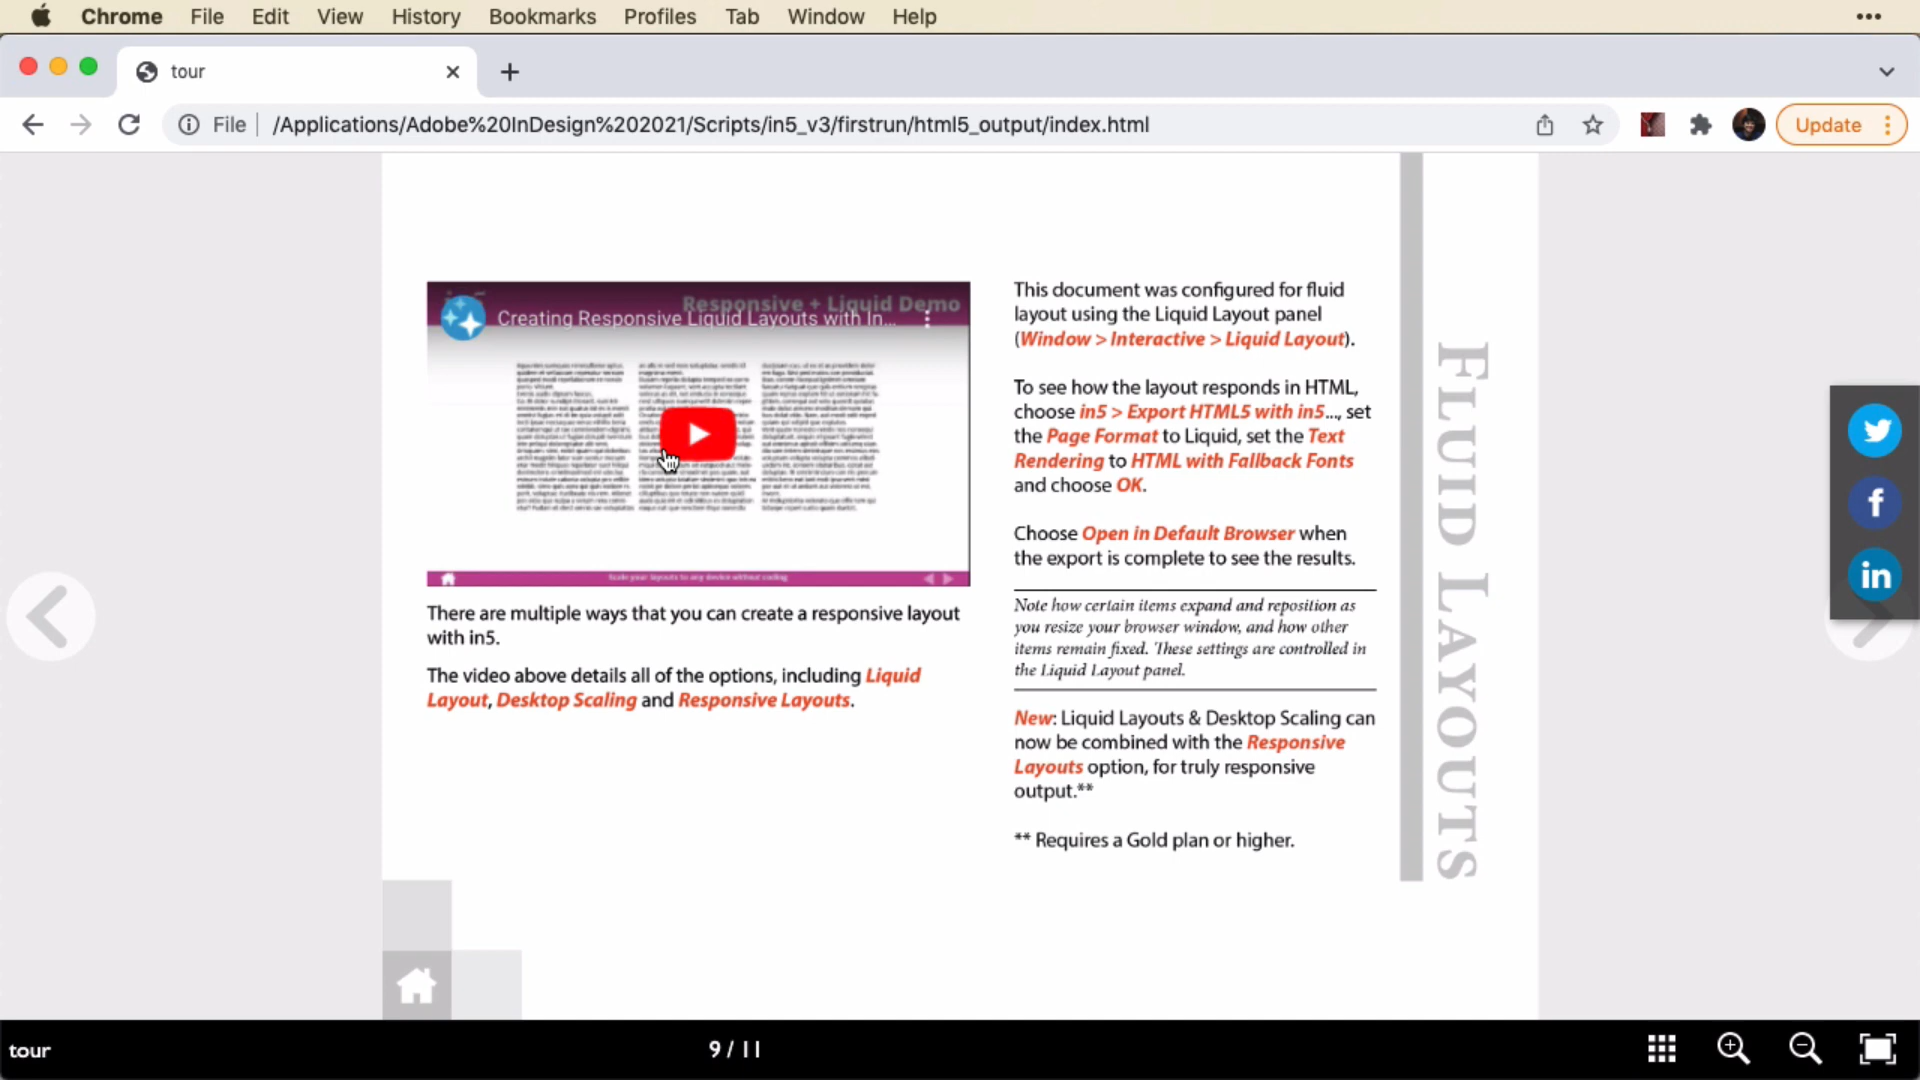 Chrome File Edit View History Bookmarks Profiles Tab Window Help
tour
File /Applications/Adobe%20InDesign%202021/Scripts/in5_v3/firstrun/html5_output/index.html
Update
Responsive + Liquid Demo
Creating Responsive Liquid Layouts with In...
Scale your layouts to any device without coding
There are multiple ways that you can create a responsive layout
with in5.
The video above details all of the options, including Liquid
Layout, Desktop Scaling and Responsive Layouts.
This document was configured for fluid
layout using the Liquid Layout panel
(Window > Interactive > Liquid Layout).
To see how the layout responds in HTML,
choose in5 > Export HTML5 with in5..., set
the Page Format to Liquid, set the Text
Rendering to HTML with Fallback Fonts
and choose OK.
Choose Open in Default Browser when
the export is complete to see the results.
Note how certain items expand and reposition as
you resize your browser window, and how other
items remain fixed. These settings are controlled in
the Liquid Layout panel.
New: Liquid Layouts & Desktop Scaling can
now be combined with the Responsive
Layouts option, for truly responsive
output.**
** Requires a Gold plan or higher.
FLUID LAYOUTS
tour
9 / 11